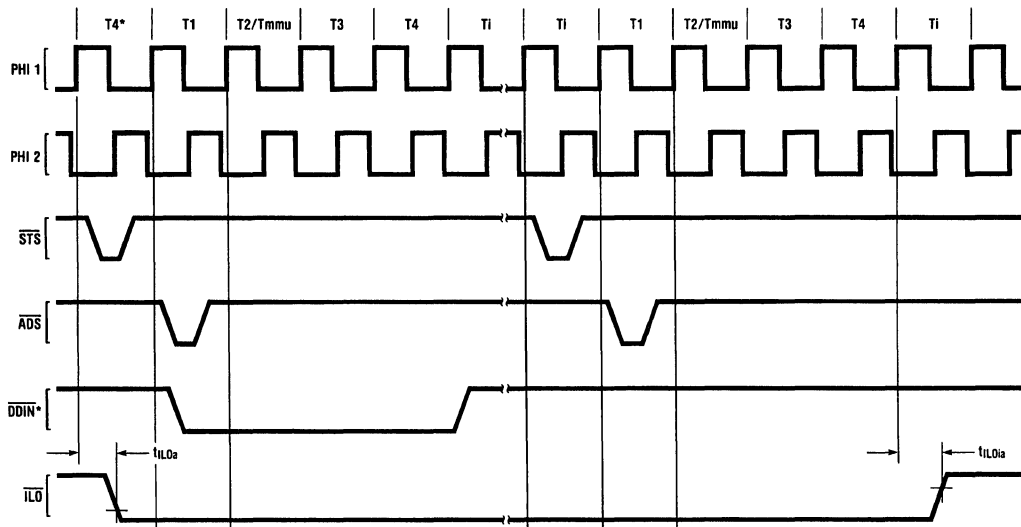 T4* T1 T2/Tmmu T3 T4 Ti Ti T1 T2/Tmmu T3 T4 Ti
PHI 1
PHI 2
STS
ADS
DDIN*
tILOa tILOia
ILO